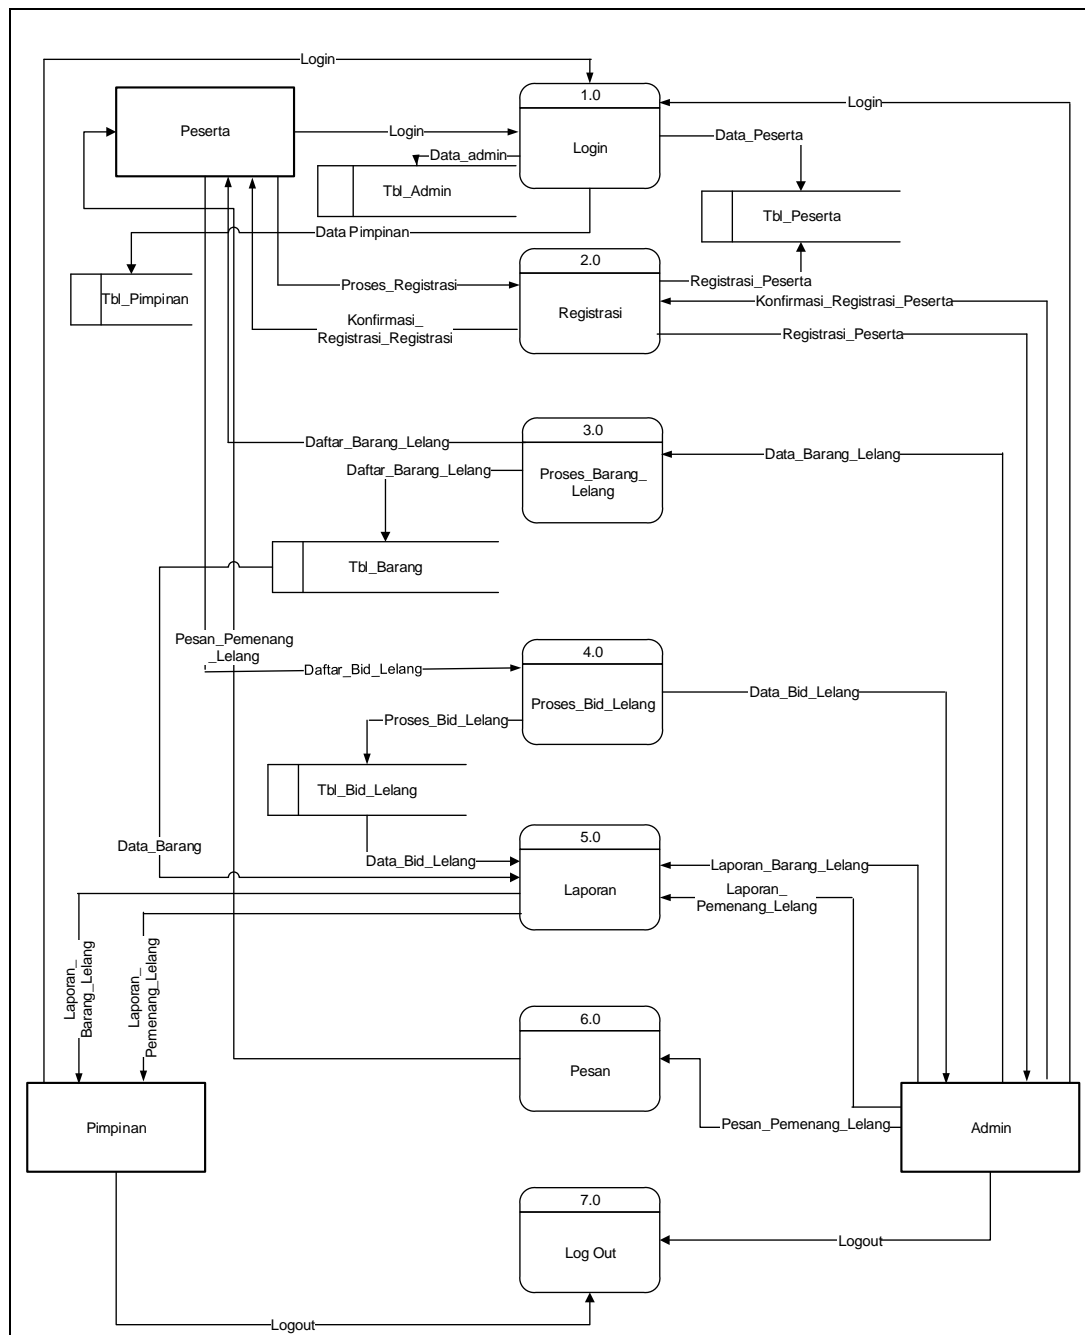 Login
1.0
Login
Peserta
Login
Login
Data_Peserta
Data_admin
Tbl_Admin
Tbl_Peserta
Data Pimpinan
2.0
Registrasi
Tbl_Pimpinan
Proses_Registrasi
Registrasi_Peserta
Konfirmasi_Registrasi_Peserta
Konfirmasi_
Registrasi_Registrasi
Registrasi_Peserta
3.0
Proses_Barang_
Lelang
Daftar_Barang_Lelang
Data_Barang_Lelang
Daftar_Barang_Lelang
Tbl_Barang
Pesan_Pemenang
_Lelang
4.0
Proses_Bid_Lelang
Daftar_Bid_Lelang
Data_Bid_Lelang
Proses_Bid_Lelang
Tbl_Bid_Lelang
5.0
Laporan
Data_Barang
Data_Bid_Lelang
Laporan_Barang_Lelang
Laporan_
Pemenang_Lelang
Laporan_
Barang_Lelang
Laporan_
Pemenang_Lelang
6.0
Pesan
Pimpinan
Pesan_Pemenang_Lelang
Admin
7.0
Log Out
Logout
Logout